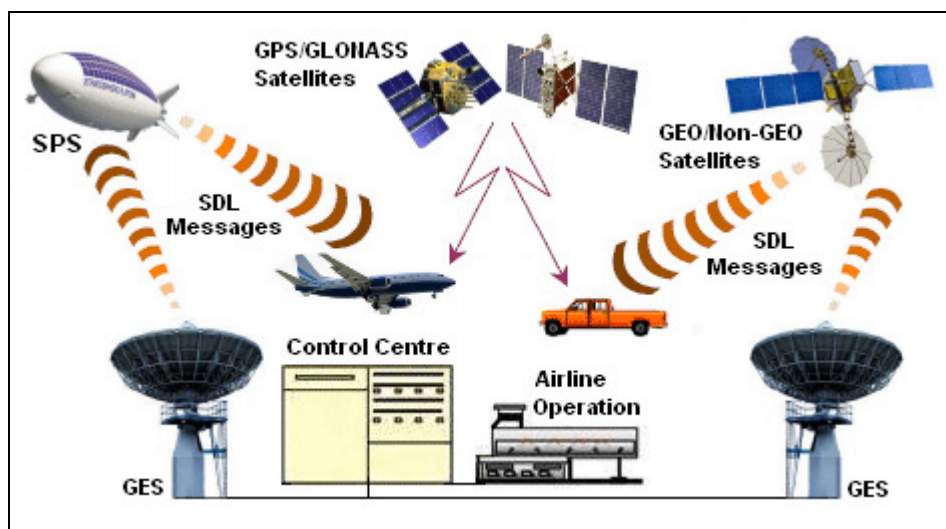 GPS/GLONASS
Satellites
SPS
GEO/Non-GEO
Satellites
SDL
Messages
SDL
Messages
Control Centre
Airline
Operation
GES
GES